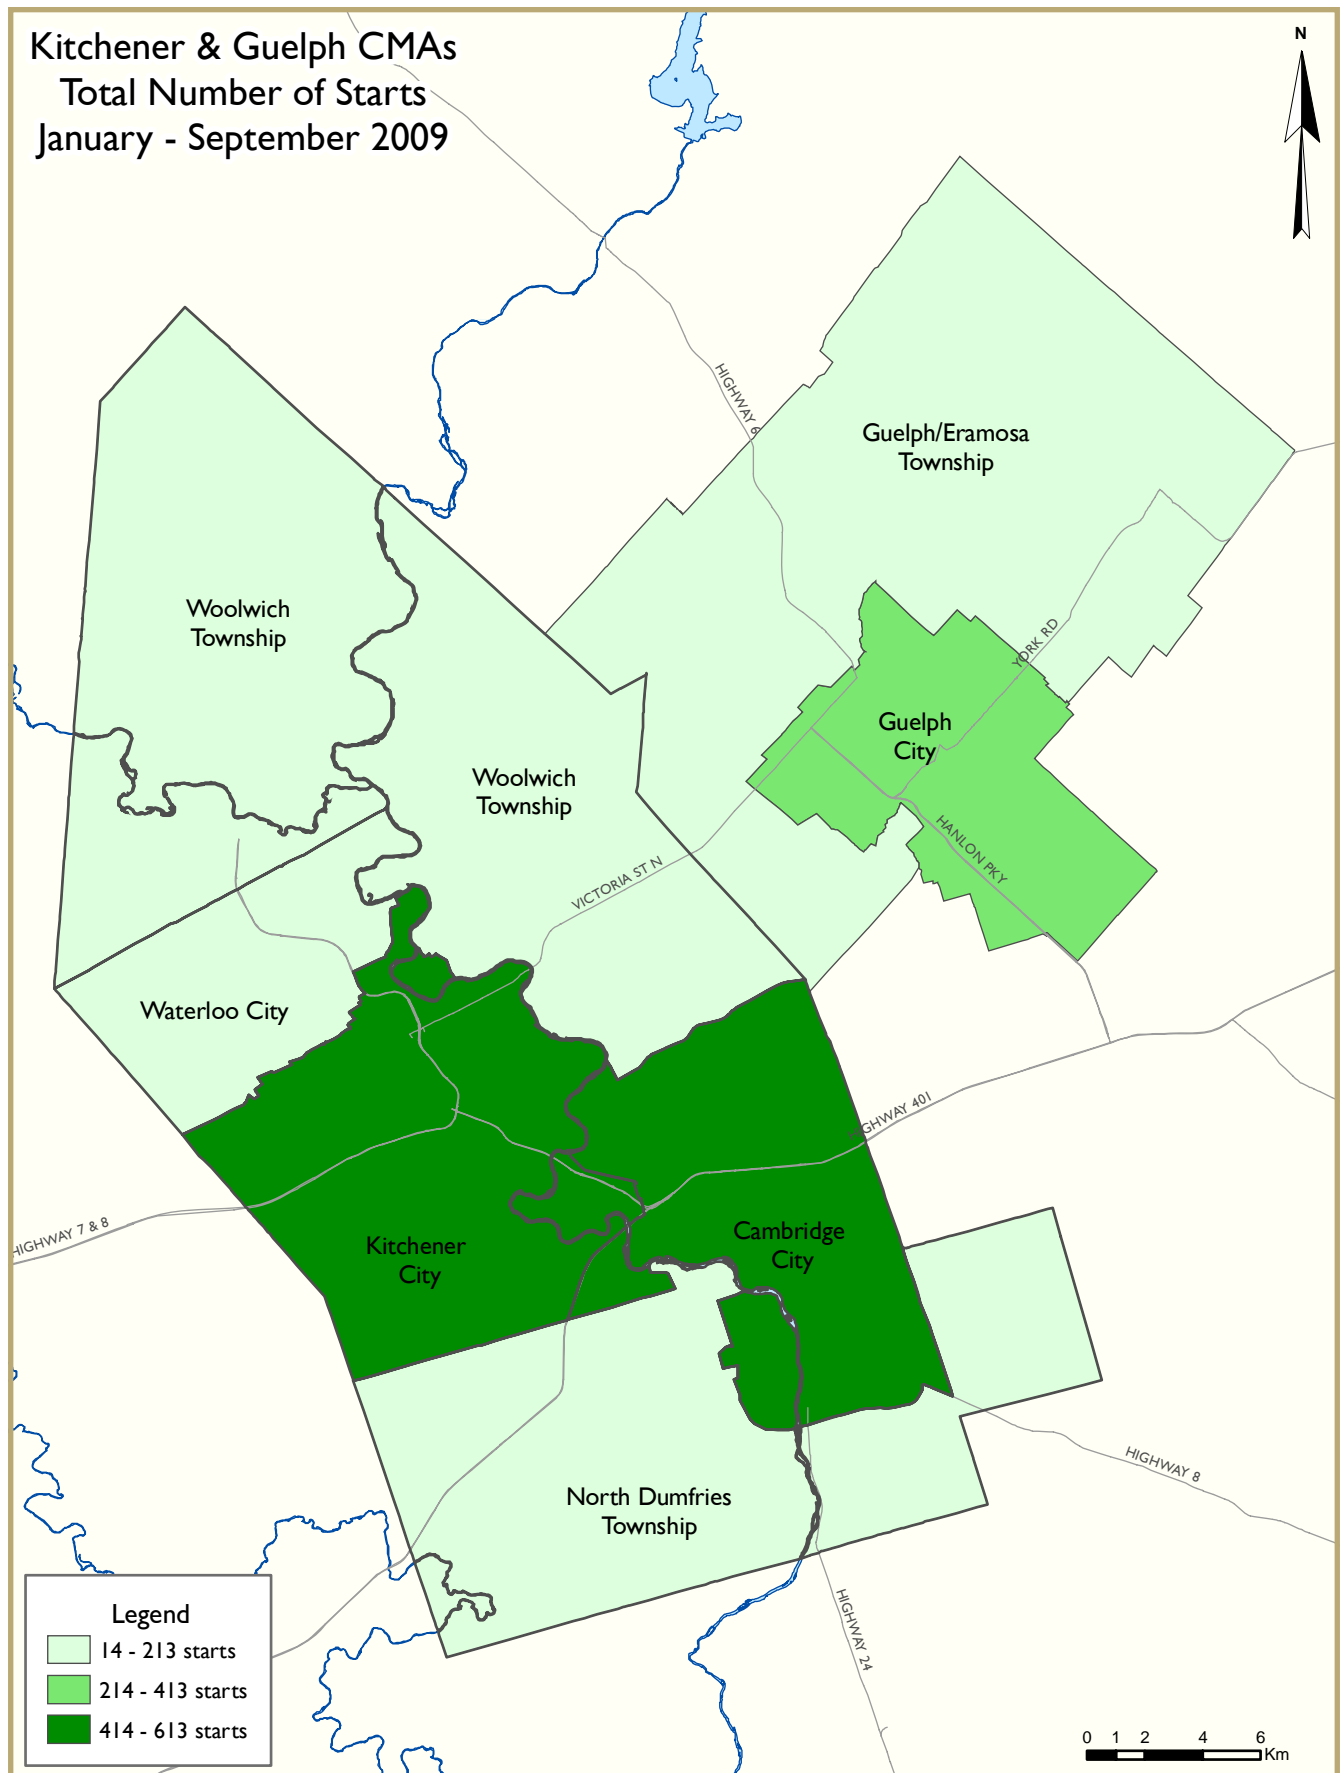 Kitchener & Guelph CMAs
Total Number of Starts
January - September 2009
N
HIGHWAY 6
Guelph/Eramosa
Township
Woolwich
Township
YORK RD
Guelph
City
Woolwich
Township
HANLON PKY
VICTORIA ST N
Waterloo City
HIGHWAY 401
HIGHWAY 7 & 8
Kitchener
City
Cambridge
City
HIGHWAY 8
North Dumfries
Township
HIGHWAY 24
Legend
14 - 213 starts
214 - 413 starts
414 - 613 starts
0 1 2 4 6
Km